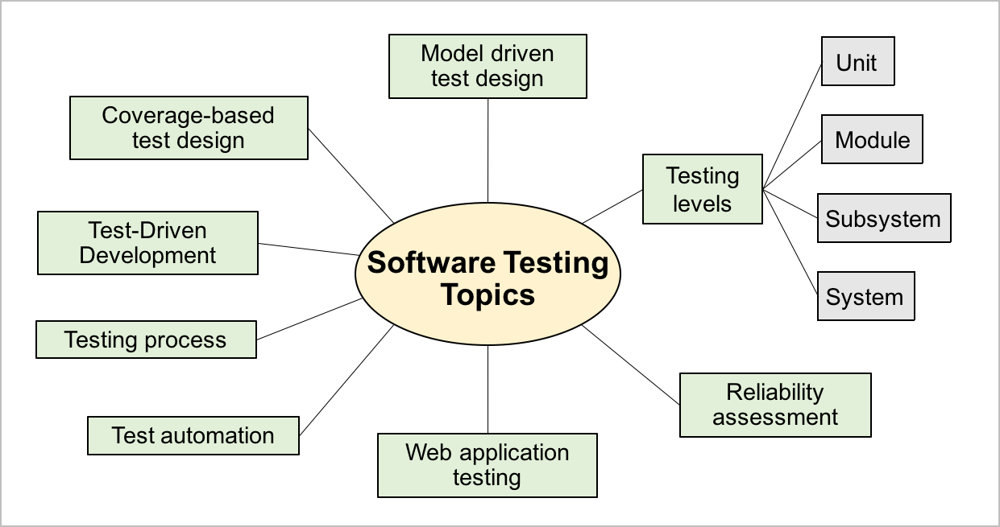 Model driven
test design
Coverage-based
test design
Test-Driven
Development
Testing process
Test automation
Software Testing
Topics
Web application
testing
Testing
levels
Unit
Module
Subsystem
System
Reliability
assessment